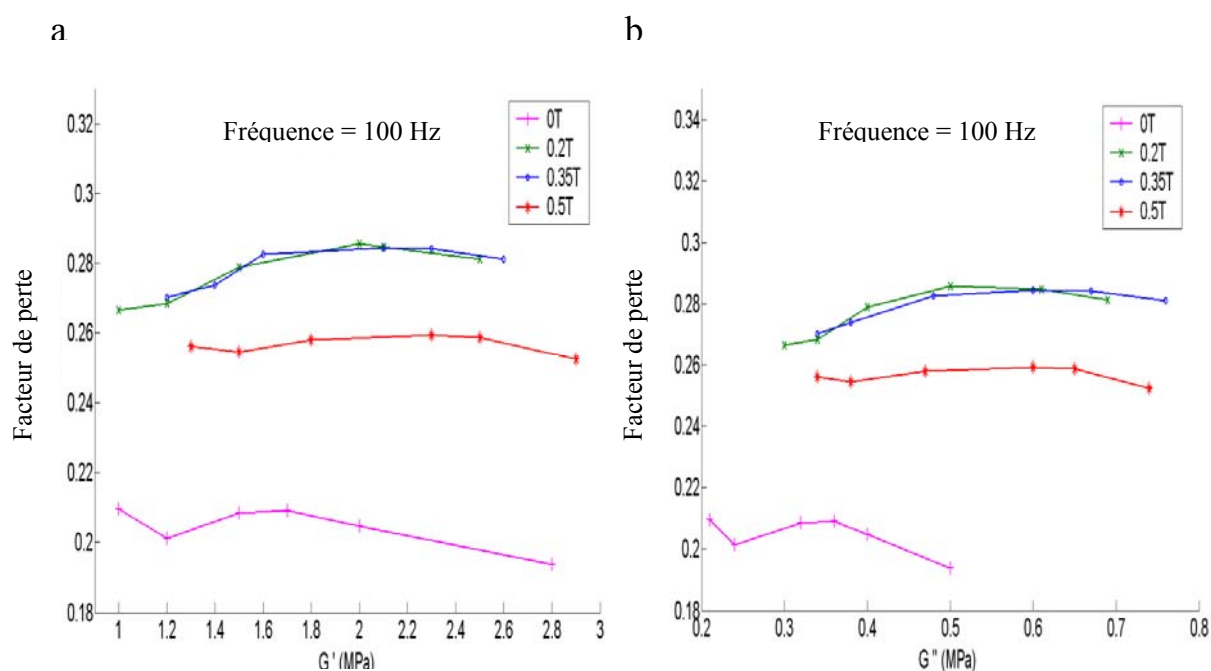 a
Fréquence = 100 Hz
0T
0.2T
0.35T
0.5T
Facteur de perte
0.32
0.3
0.28
0.26
0.24
0.22
0.2
0.18
1 1.2 1.4 1.6 1.8 2 2.2 2.4 2.6 2.8 3
G ' (MPa)
b
Fréquence = 100 Hz
0T
0.2T
0.35T
0.5T
Facteur de perte
0.34
0.32
0.3
0.28
0.26
0.24
0.22
0.2
0.18
0.2 0.3 0.4 0.5 0.6 0.7 0.8
G " (MPa)